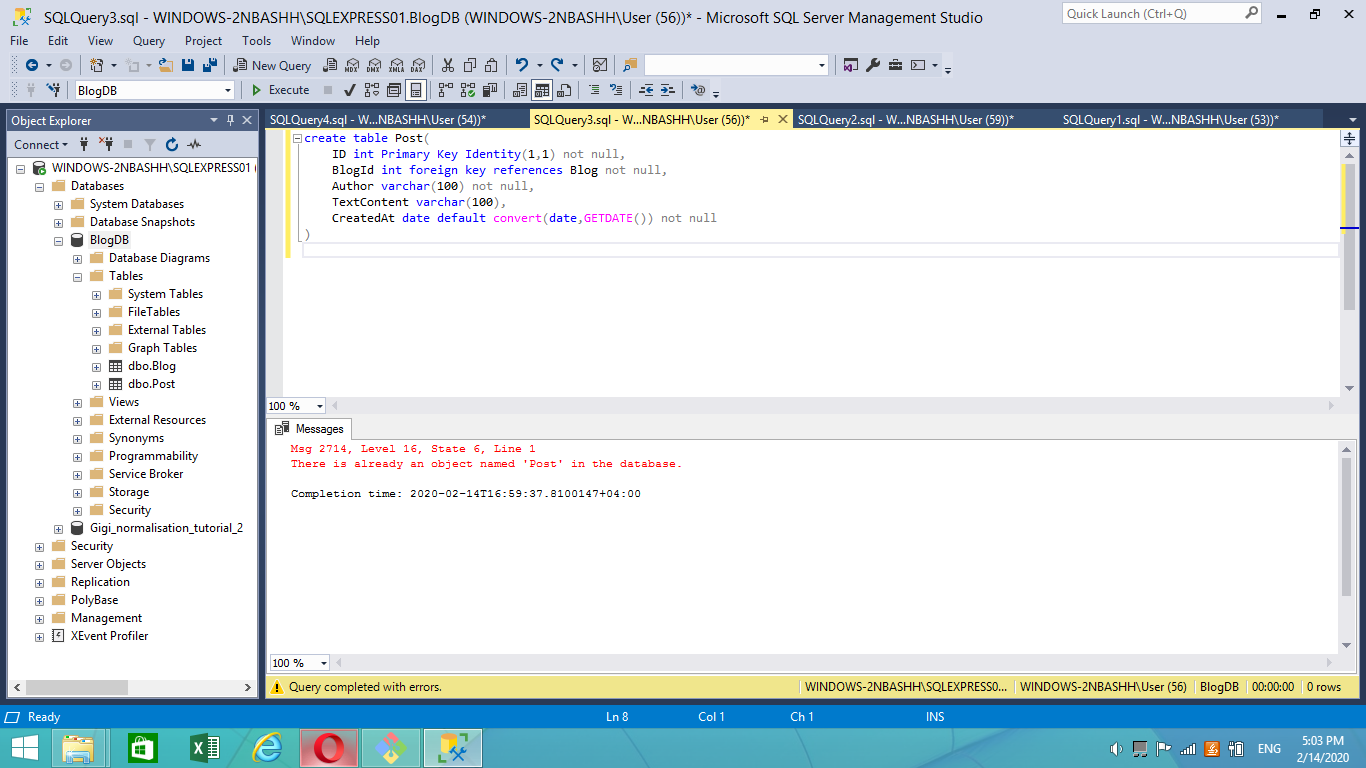 SQLQuery3.sql - WINDOWS-2NBASHH\SQLEXPRESS01.BlogDB (WINDOWS-2NBASHH\User (56))* - Microsoft SQL Server Management Studio
Quick Launch (Ctrl+Q)
File Edit View Query Project Tools Window Help
New Query MDX DMX XMLA DAX
BlogDB Execute
Object Explorer
SQLQuery4.sql - W...NBASHH\User (54))* SQLQuery3.sql - W...NBASHH\User (56))* SQLQuery2.sql - W...NBASHH\User (59))* SQLQuery1.sql - W...NBASHH\User (53))*
Connect
WINDOWS-2NBASHH\SQLEXPRESS01 (
Databases
System Databases
Database Snapshots
BlogDB
Database Diagrams
Tables
System Tables
FileTables
External Tables
Graph Tables
dbo.Blog
dbo.Post
Views
External Resources
Synonyms
Programmability
Service Broker
Storage
Security
Gigi_normalisation_tutorial_2
Security
Server Objects
Replication
PolyBase
Management
XEvent Profiler
create table Post(
ID int Primary Key Identity(1,1) not null,
BlogId int foreign key references Blog not null,
Author varchar(100) not null,
TextContent varchar(100),
CreatedAt date default convert(date,GETDATE()) not null
)
100 %
Messages
Msg 2714, Level 16, State 6, Line 1
There is already an object named 'Post' in the database.
Completion time: 2020-02-14T16:59:37.8100147+04:00
100 %
Query completed with errors. WINDOWS-2NBASHH\SQLEXPRESS0... WINDOWS-2NBASHH\User (56) BlogDB 00:00:00 0 rows
Ready Ln 8 Col 1 Ch 1 INS
ENG 5:03 PM
2/14/2020